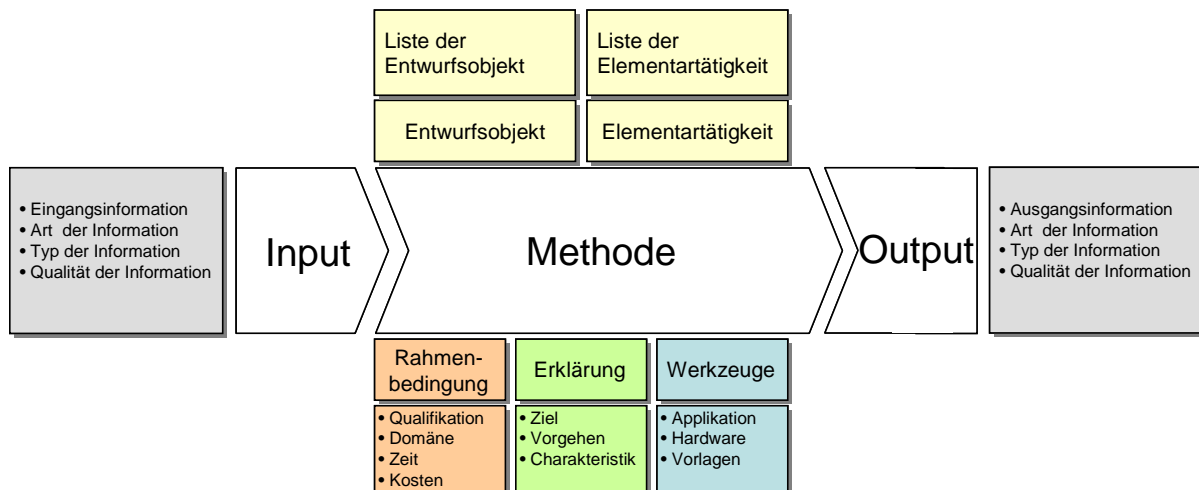 Liste der
Entwurfsobjekt
Liste der
Elementartätigkeit
Entwurfsobjekt
Elementartätigkeit
• Eingangsinformation
• Art der Information
• Typ der Information
• Qualität der Information
Input
Methode
Output
• Ausgangsinformation
• Art der Information
• Typ der Information
• Qualität der Information
Rahmen-
bedingung
• Qualifikation
• Domäne
• Zeit
• Kosten
Erklärung
• Ziel
• Vorgehen
• Charakteristik
Werkzeuge
• Applikation
• Hardware
• Vorlagen